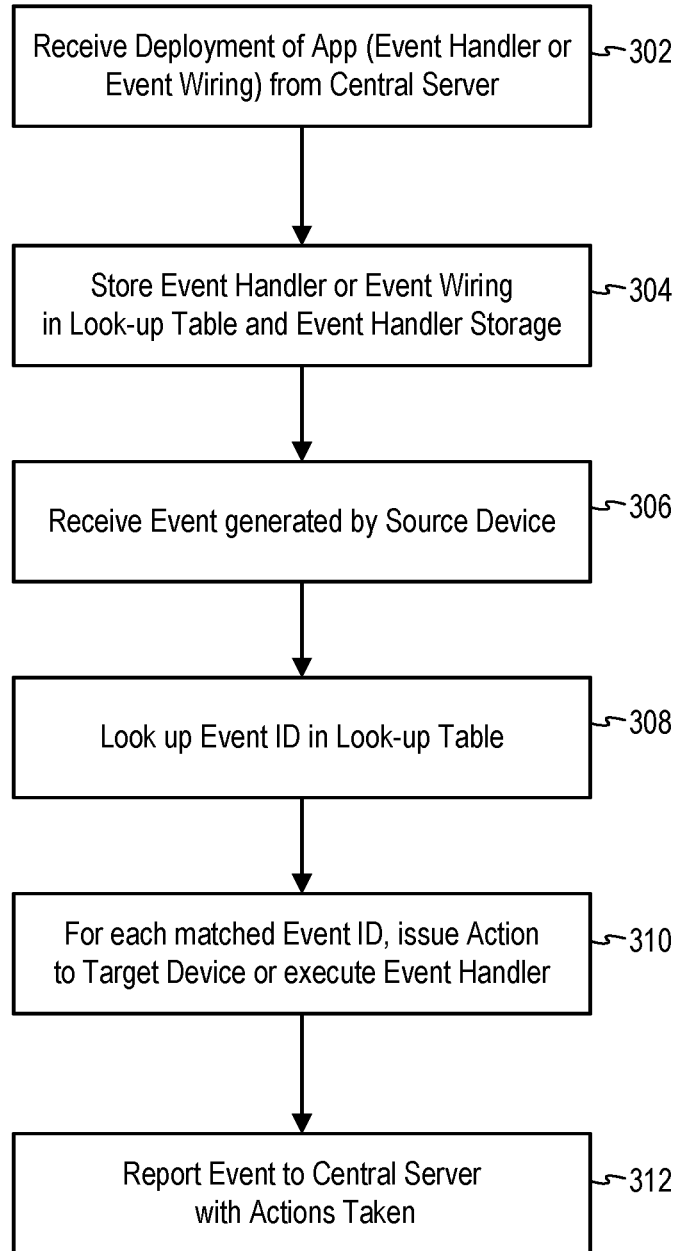 Receive Deployment of App (Event Handler or
Event Wiring) from Central Server
302
Store Event Handler or Event Wiring
in Look-up Table and Event Handler Storage
304
Receive Event generated by Source Device
306
Look up Event ID in Look-up Table
308
For each matched Event ID, issue Action
to Target Device or execute Event Handler
310
Report Event to Central Server
with Actions Taken
312